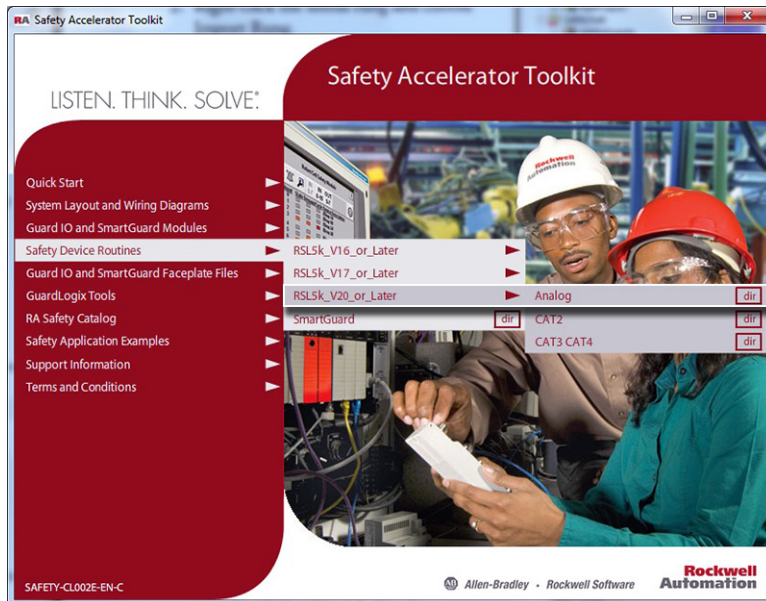 RA Safety Accelerator Toolkit
LISTEN. THINK. SOLVE.®
Safety Accelerator Toolkit
Quick Start
System Layout and Wiring Diagrams
Guard IO and SmartGuard Modules
Safety Device Routines
Guard IO and SmartGuard Faceplate Files
GuardLogix Tools
RA Safety Catalog
Safety Application Examples
Support Information
Terms and Conditions
RSL5k_V16_or_Later
RSL5k_V17_or_Later
RSL5k_V20_or_Later
SmartGuard dir
Analog dir
CAT2 dir
CAT3 CAT4 dir
Rockwell
Automation
SAFETY-CL002E-EN-C
AB Allen-Bradley • Rockwell Software
Rockwell
Automation